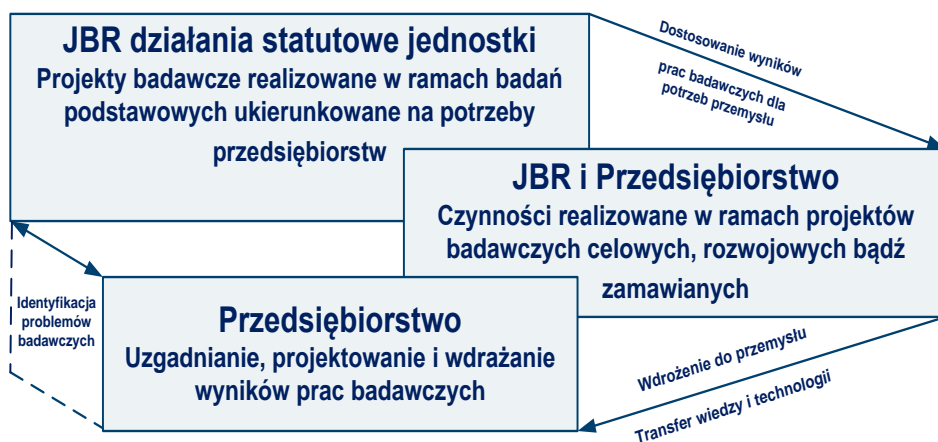 JBR działania statutowe jednostki
Projekty badawcze realizowane w ramach badań
podstawowych ukierunkowane na potrzeby
przedsiębiorstw
Dostosowanie wyników
prac badawczych dla
potrzeb przemysłu
JBR i Przedsiębiorstwo
Czynności realizowane w ramach projektów
badawczych celowych, rozwojowych bądź
zamawianych
Identyfikacja
problemów
badawczych
Przedsiębiorstwo
Uzgadnianie, projektowanie i wdrażanie
wyników prac badawczych
Wdrożenie do przemysłu
Transfer wiedzy i technologii